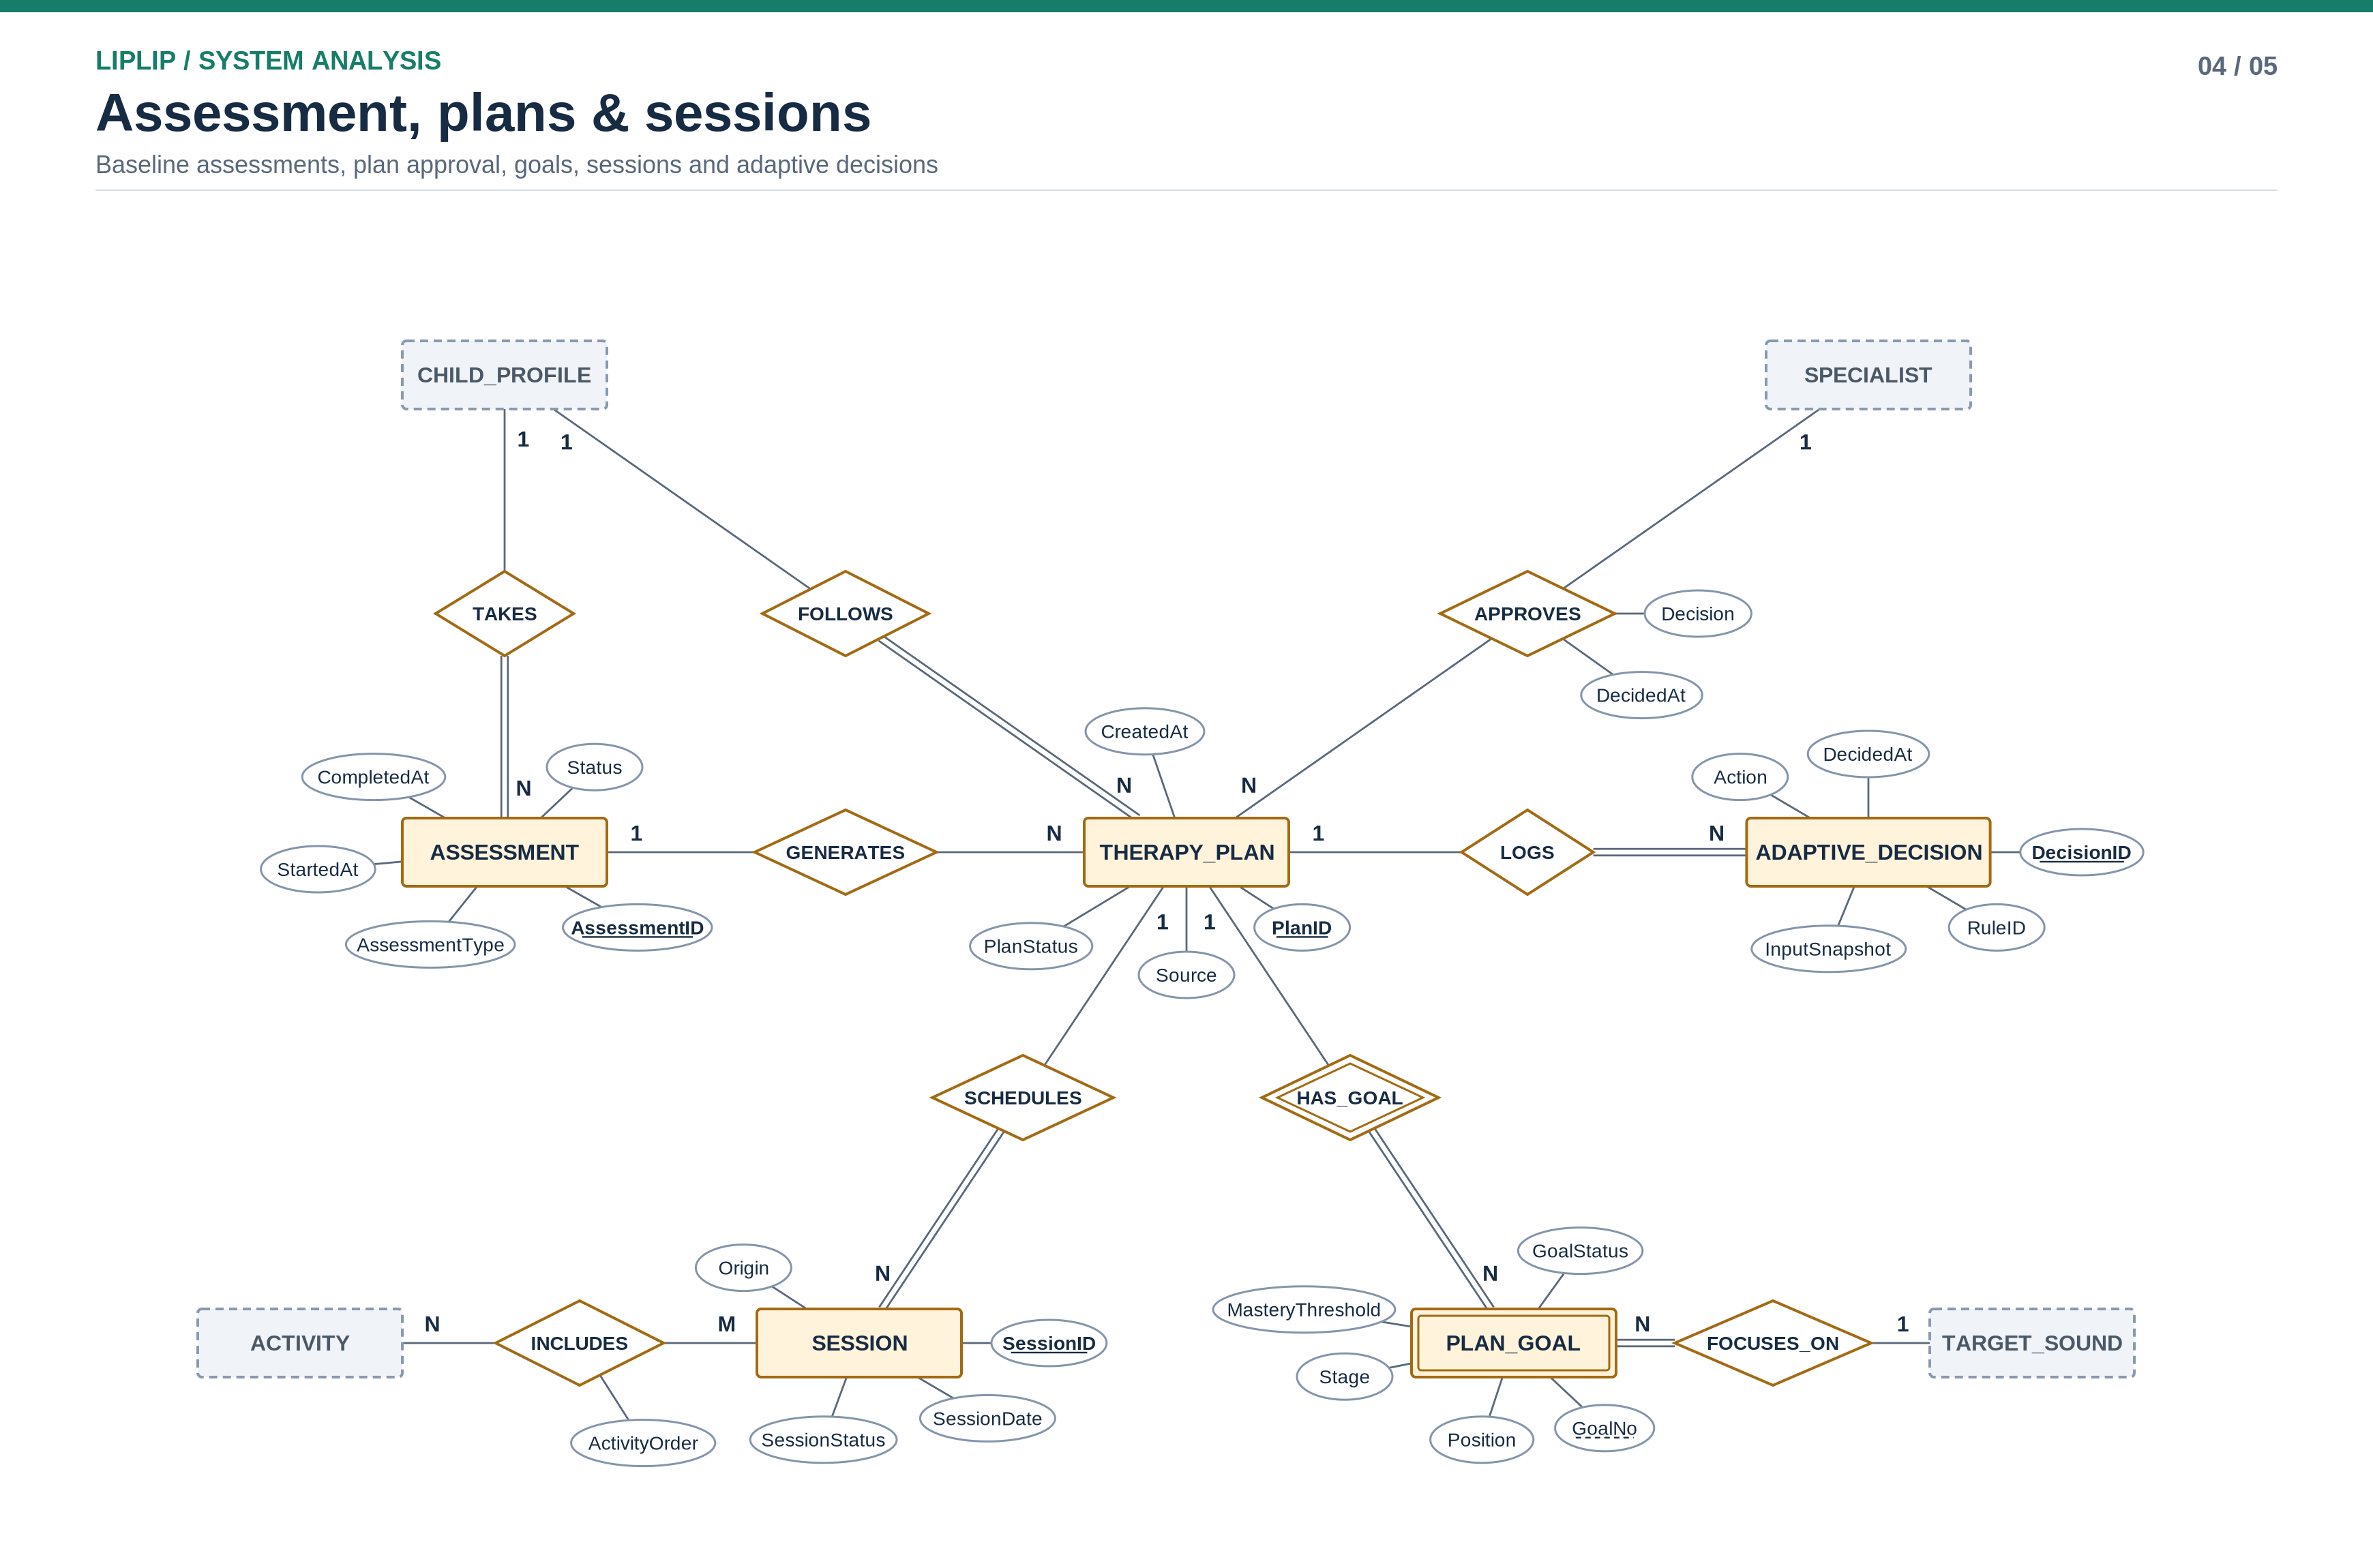 LIPLIP / SYSTEM ANALYSIS
04 / 05
Assessment, plans & sessions
Baseline assessments, plan approval, goals, sessions and adaptive decisions
CHILD_PROFILE
SPECIALIST
1
1
1
TAKES
FOLLOWS
APPROVES
Decision
DecidedAt
CreatedAt
DecidedAt
Status
CompletedAt
Action
N
N
N
1
N
1
N
ASSESSMENT
GENERATES
THERAPY_PLAN
LOGS
ADAPTIVE_DECISION
DecisionID
StartedAt
1
1
AssessmentID
PlanID
RuleID
AssessmentType
PlanStatus
InputSnapshot
Source
SCHEDULES
HAS_GOAL
GoalStatus
Origin
N
N
MasteryThreshold
N
M
N
1
ACTIVITY
INCLUDES
SESSION
SessionID
PLAN_GOAL
FOCUSES_ON
TARGET_SOUND
Stage
SessionDate
GoalNo
ActivityOrder
SessionStatus
Position